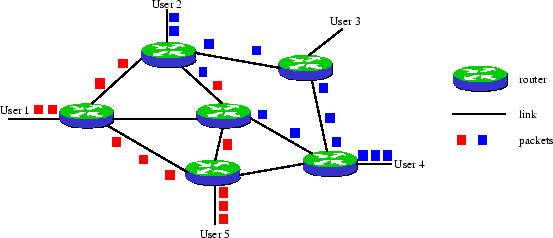 User 2
User 3
User 1
User 4
User 5
router
link
packets